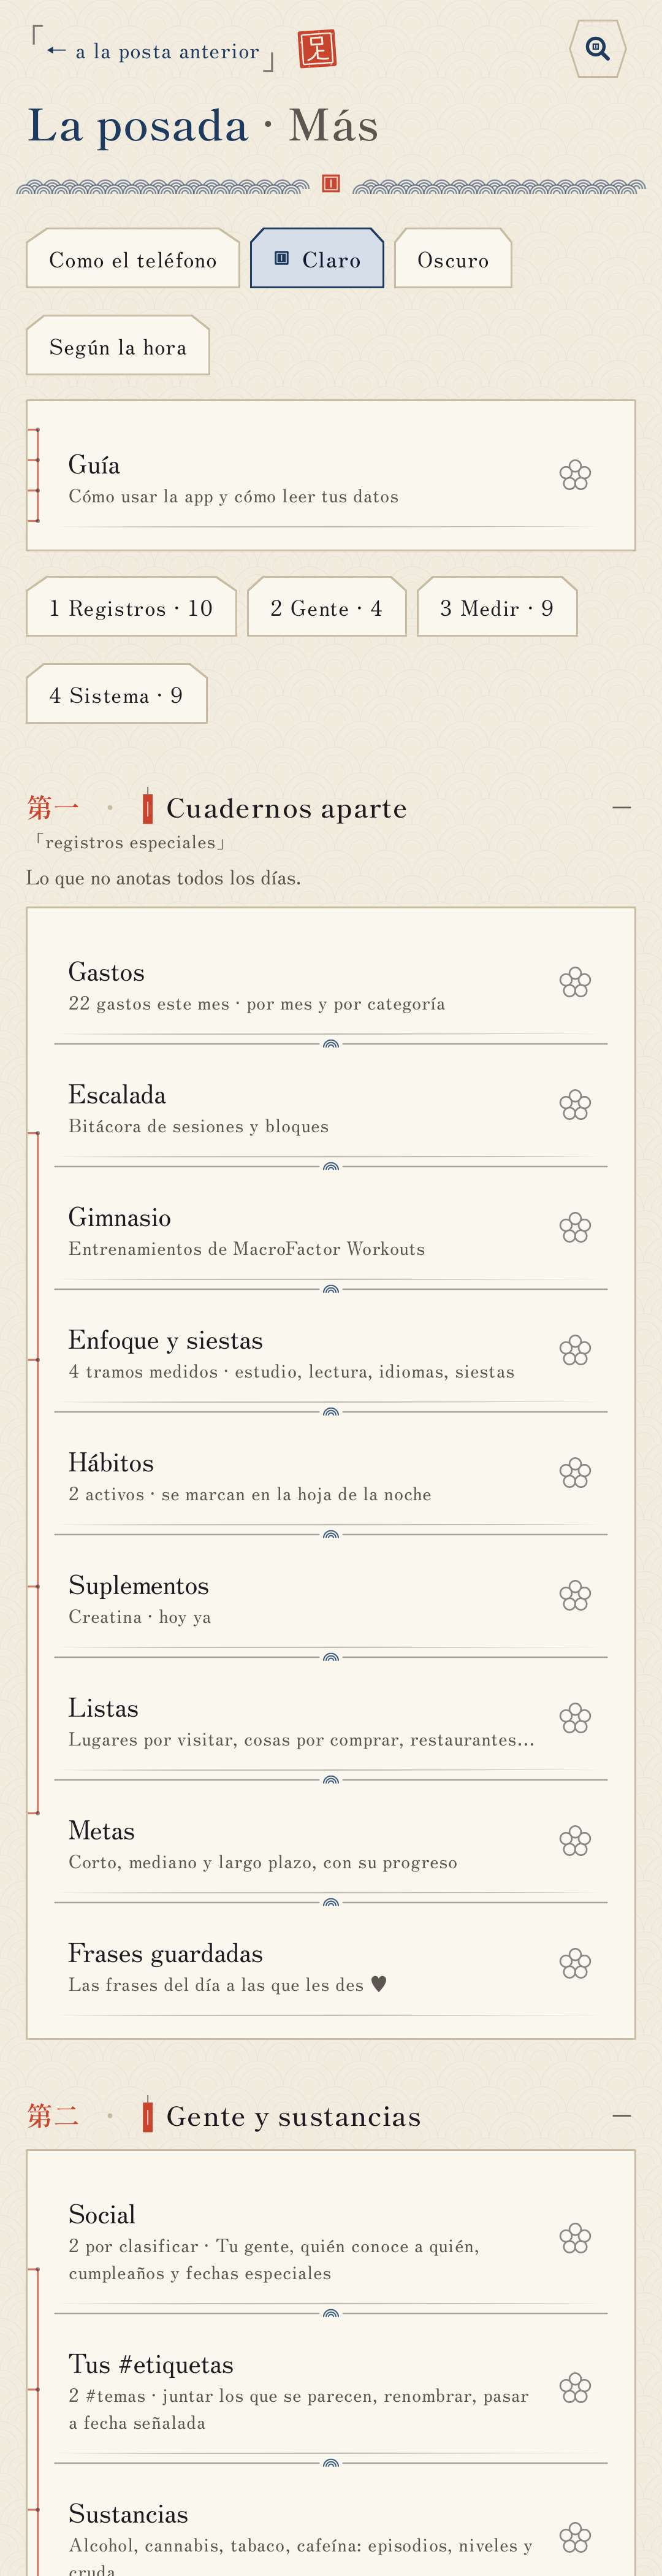 「← a la posta anterior」
La posada · Más
Como el teléfono
Claro
Oscuro
Según la hora
Guía
Cómo usar la app y cómo leer tus datos
1 Registros · 10
2 Gente · 4
3 Medir · 9
4 Sistema · 9
第一 · Cuadernos aparte
「registros especiales」
Lo que no anotas todos los días.
Gastos
22 gastos este mes · por mes y por categoría
Escalada
Bitácora de sesiones y bloques
Gimnasio
Entrenamientos de MacroFactor Workouts
Enfoque y siestas
4 tramos medidos · estudio, lectura, idiomas, siestas
Hábitos
2 activos · se marcan en la hoja de la noche
Suplementos
Creatina · hoy ya
Listas
Lugares por visitar, cosas por comprar, restaurantes…
Metas
Corto, mediano y largo plazo, con su progreso
Frases guardadas
Las frases del día a las que les des ♥
第二 · Gente y sustancias
Social
2 por clasificar · Tu gente, quién conoce a quién,
cumpleaños y fechas especiales
Tus #etiquetas
2 #temas · juntar los que se parecen, renombrar, pasar
a fecha señalada
Sustancias
Alcohol, cannabis, tabaco, cafeína: episodios, niveles y
cruda